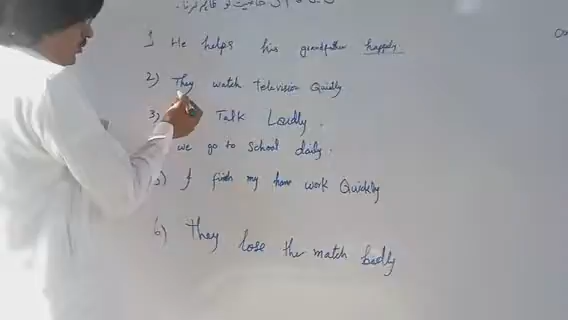 1 He helps his grandfather happily
2) They watch Television Quietly
3) Talk Loudly.
we go to School daily.
5) I finish my home work Quickly
6) They lose the match badly